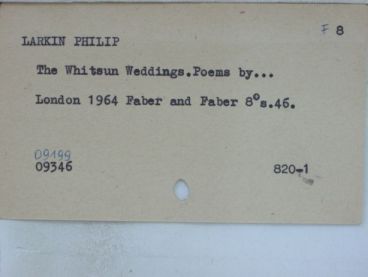 F 8
LARKIN PHILIP
The Whitsun Weddings.Poems by...
London 1964 Faber and Faber 8°s.46.
09199
09346
820-1